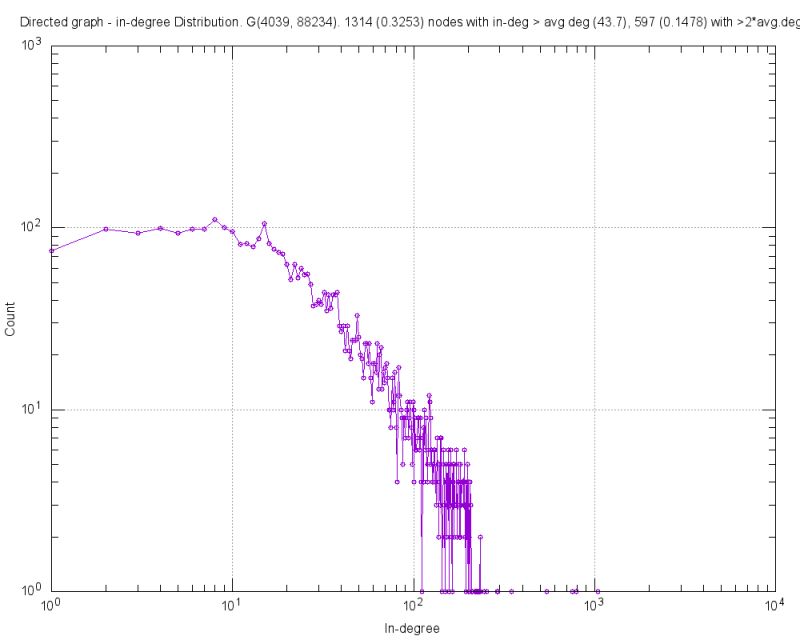 Directed graph - in-degree Distribution. G(4039, 88234). 1314 (0.3253) nodes with in-deg > avg deg (43.7), 597 (0.1478) with >2*avg.deg
10^3
10^2
10^1
10^0
Count
10^0 10^1 10^2 10^3 10^4
In-degree